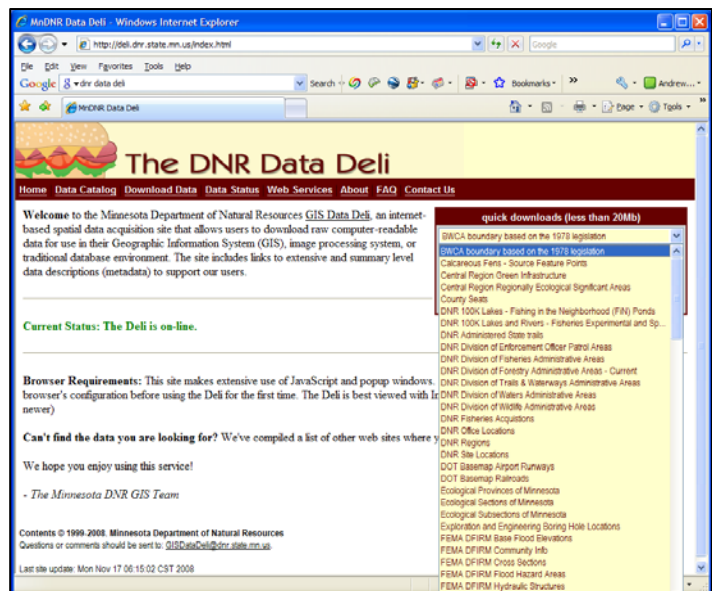 MnDNR Data Deli - Windows Internet Explorer
http://deli.dnr.state.mn.us/index.html
Google
File Edit View Favorites Tools Help
Google dnr data deli Search Bookmarks Andrew...
MnDNR Data Deli Page Tools
The DNR Data Deli
Home Data Catalog Download Data Data Status Web Services About FAQ Contact Us
Welcome to the Minnesota Department of Natural Resources GIS Data Deli, an internet-
based spatial data acquisition site that allows users to download raw computer-readable
data for use in their Geographic Information System (GIS), image processing system, or
traditional database environment. The site includes links to extensive and summary level
data descriptions (metadata) to support our users.
Current Status: The Deli is on-line.
Browser Requirements: This site makes extensive use of JavaScript and popup windows.
browser's configuration before using the Deli for the first time. The Deli is best viewed with In
newer)
Can't find the data you are looking for? We've compiled a list of other web sites where y
We hope you enjoy using this service!
- The Minnesota DNR GIS Team
Contents © 1999-2008. Minnesota Department of Natural Resources
Questions or comments should be sent to: GISDataDeli@dnr.state.mn.us.
Last site update: Mon Nov 17 06:15:02 CST 2008
quick downloads (less than 20Mb)
BWCA boundary based on the 1978 legislation
BWCA boundary based on the 1978 legislation
Calcareous Fens - Source Feature Points
Central Region Green Infrastructure
Central Region Regionally Ecological Significant Areas
County Seats
DNR 100K Lakes - Fishing in the Neighborhood (FiN) Ponds
DNR 100K Lakes and Rivers - Fisheries Experimental and Sp...
DNR Administered State trails
DNR Division of Enforcement Officer Patrol Areas
DNR Division of Fisheries Administrative Areas
DNR Division of Forestry Administrative Areas - Current
DNR Division of Trails & Waterways Administrative Areas
DNR Division of Waters Administrative Areas
DNR Division of Wildlife Administrative Areas
DNR Fisheries Acquistions
DNR Office Locations
DNR Regions
DNR Site Locations
DOT Basemap Airport Runways
DOT Basemap Railroads
Ecological Provinces of Minnesota
Ecological Sections of Minnesota
Ecological Subsections of Minnesota
Exploration and Engineering Boring Hole Locations
FEMA DFIRM Base Flood Elevations
FEMA DFIRM Community Info
FEMA DFIRM Cross Sections
FEMA DFIRM Flood Hazard Areas
FEMA DFIRM Hydraulic Structures